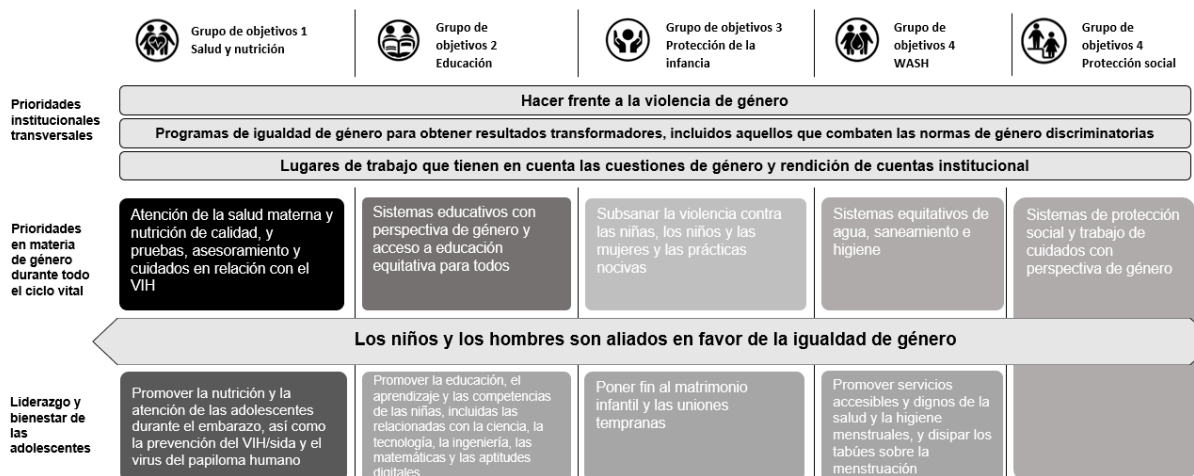 Grupo de objetivos 1
Salud y nutrición
Grupo de
objetivos 2
Educación
Grupo de objetivos 3
Protección de la
infancia
Grupo de
objetivos 4
WASH
Grupo de
objetivos 4
Protección social
Prioridades
institucionales
transversales
Hacer frente a la violencia de género
Programas de igualdad de género para obtener resultados transformadores, incluidos aquellos que combaten las normas de género discriminatorias
Lugares de trabajo que tienen en cuenta las cuestiones de género y rendición de cuentas institucional
Prioridades
en materia
de género
durante todo
el ciclo vital
Atención de la salud materna y
nutrición de calidad, y
pruebas, asesoramiento y
cuidados en relación con el
VIH
Sistemas educativos con
perspectiva de género y
acceso a educación
equitativa para todos
Subsanar la violencia contra
las niñas, los niños y las
mujeres y las prácticas
nocivas
Sistemas equitativos de
agua, saneamiento e
higiene
Sistemas de protección
social y trabajo de
cuidados con
perspectiva de género
Los niños y los hombres son aliados en favor de la igualdad de género
Liderazgo y
bienestar de
las
adolescentes
Promover la nutrición y la
atención de las adolescentes
durante el embarazo, así como
la prevención del VIH/sida y el
virus del papiloma humano
Promover la educación, el
aprendizaje y las competencias
de las niñas, incluidas las
relacionadas con la ciencia, la
tecnología, la ingeniería, las
matemáticas y las aptitudes
digitales
Poner fin al matrimonio
infantil y las uniones
tempranas
Promover servicios
accesibles y dignos de la
salud y la higiene
menstruales, y disipar los
tabúes sobre la
menstruación